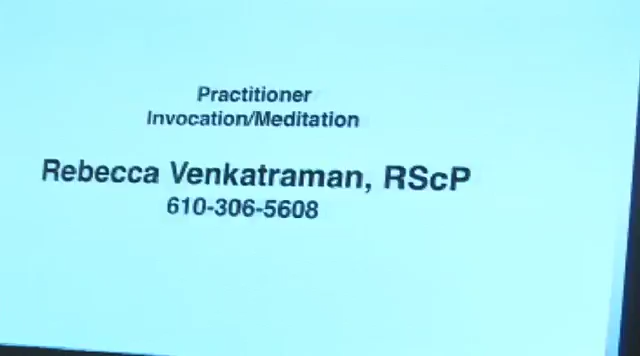 Practitioner
Invocation/Meditation
Rebecca Venkatraman, RScP
610-306-5608